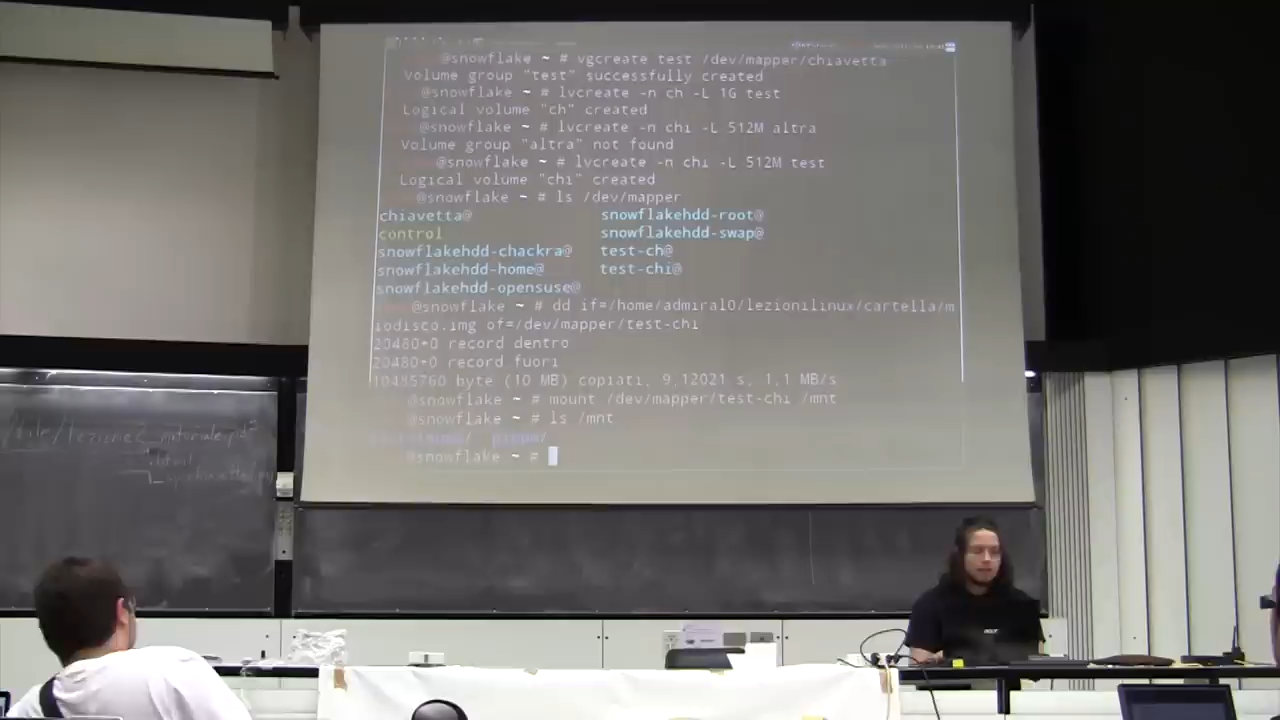 @snowflake ~ # vgcreate test /dev/mapper/chiavetta
Volume group "test" successfully created
@snowflake ~ # lvcreate -n ch -L 1G test
Logical volume "ch" created
@snowflake ~ # lvcreate -n chi -L 512M altra
Volume group "altra" not found
@snowflake ~ # lvcreate -n chi -L 512M test
Logical volume "chi" created
@snowflake ~ # ls /dev/mapper
chiavetta@ snowflakehdd-root@
control snowflakehdd-swap@
snowflakehdd-chackra@ test-ch@
snowflakehdd-home@ test-chi@
snowflakehdd-opensuse@
@snowflake ~ # dd if=/home/admiral0/lezionilinux/cartella/m
iodisco.img of=/dev/mapper/test-chi
20480+0 record dentro
20480+0 record fuori
10485760 byte (10 MB) copiati, 9,12021 s, 1,1 MB/s
@snowflake ~ # mount /dev/mapper/test-chi /mnt
@snowflake ~ # ls /mnt
@snowflake ~ #
acer